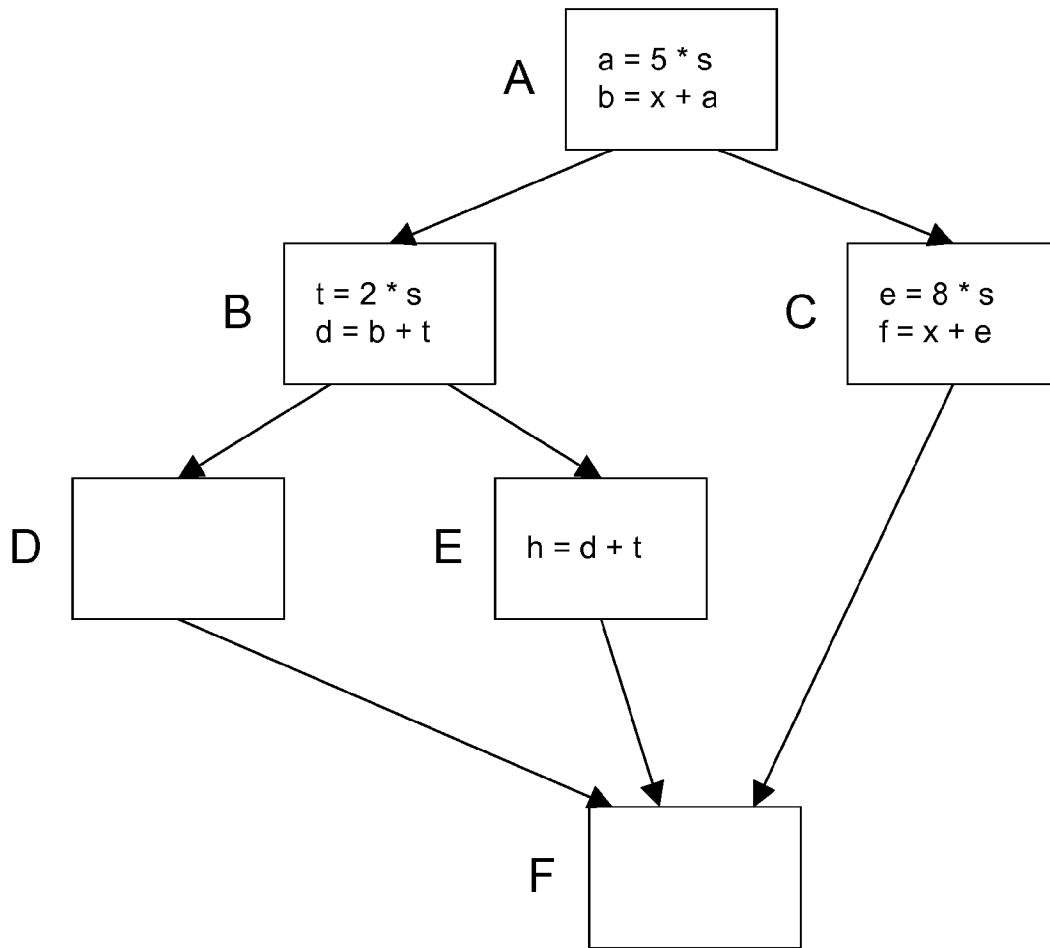 A
a = 5 * s
b = x + a
B
t = 2 * s
d = b + t
C
e = 8 * s
f = x + e
D
E
h = d + t
F